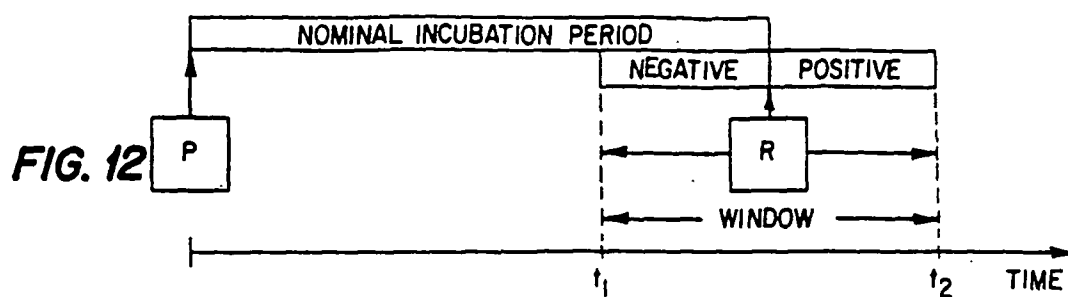 NOMINAL INCUBATION PERIOD
NEGATIVE POSITIVE
FIG. 12 P R
WINDOW
t1 t2 TIME